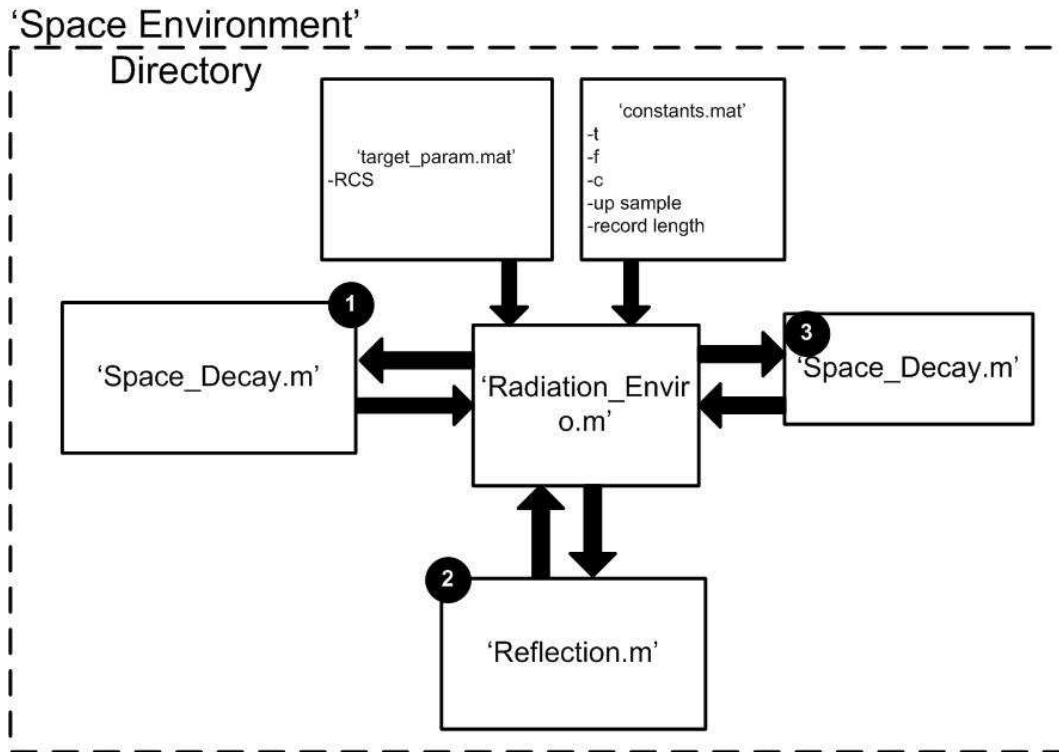 ‘Space Environment’
Directory
‘target_param.mat’
-RCS
‘constants.mat’
-t
-f
-c
-up sample
-record length
1
‘Space_Decay.m’
‘Radiation_Envir
o.m’
3
‘Space_Decay.m’
2
‘Reflection.m’